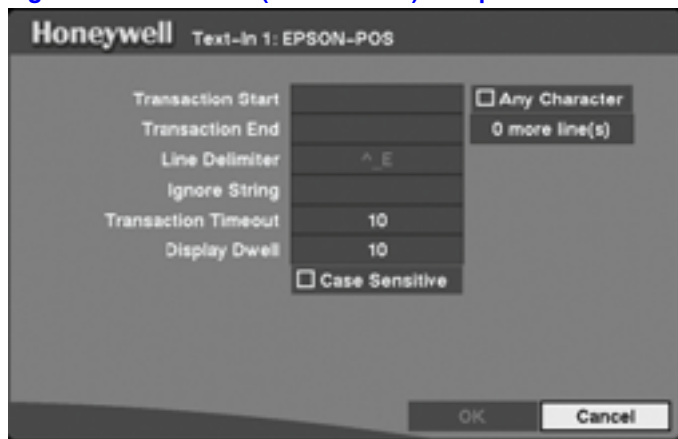 Honeywell Text-In 1: EPSON-POS
Transaction Start
Any Character
Transaction End
0 more line(s)
Line Delimiter ^_E
Ignore String
Transaction Timeout 10
Display Dwell 10
Case Sensitive
OK Cancel